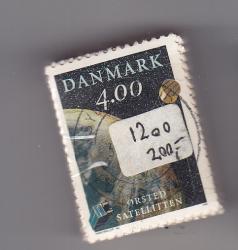 DANMARK
4.00
1200
200,-
ØRSTED
SATELLITTEN